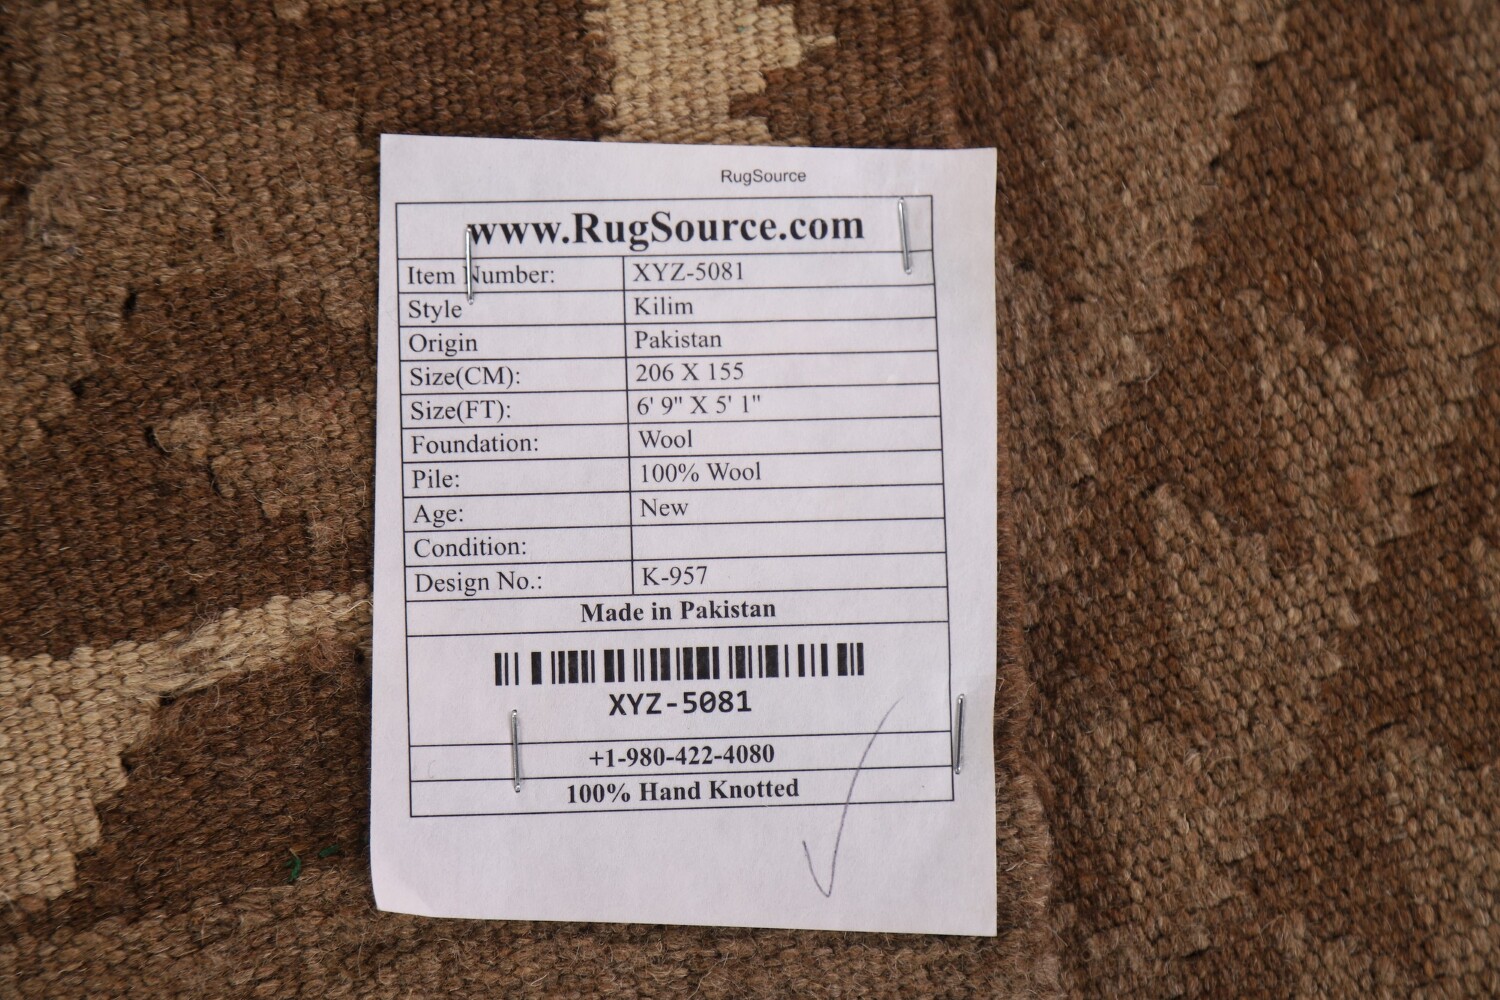 RugSource
www.RugSource.com
Item Number: XYZ-5081
Style Kilim
Origin Pakistan
Size(CM): 206 X 155
Size(FT): 6' 9" X 5' 1"
Foundation: Wool
Pile: 100% Wool
Age: New
Condition:
Design No.: K-957
Made in Pakistan
XYZ-5081
+1-980-422-4080
100% Hand Knotted